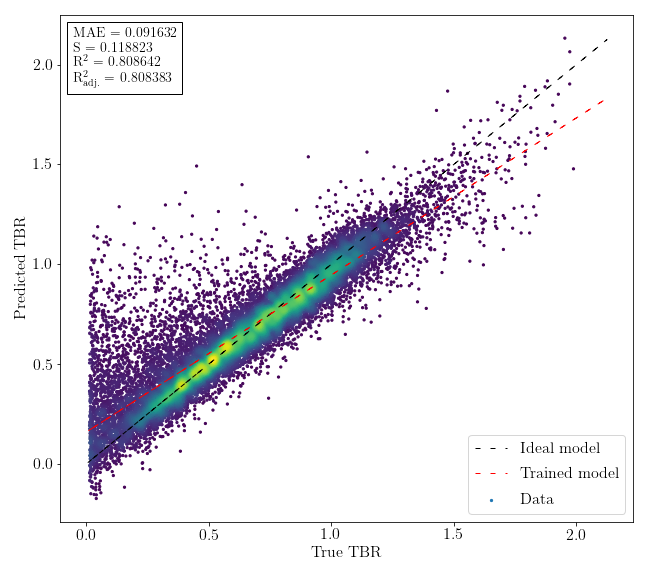 MAE = 0.091632
S = 0.118823
R² = 0.808642
R²adj. = 0.808383
2.0
1.5
1.0
0.5
0.0
Predicted TBR
Ideal model
Trained model
Data
0.0 0.5 1.0 1.5 2.0
True TBR